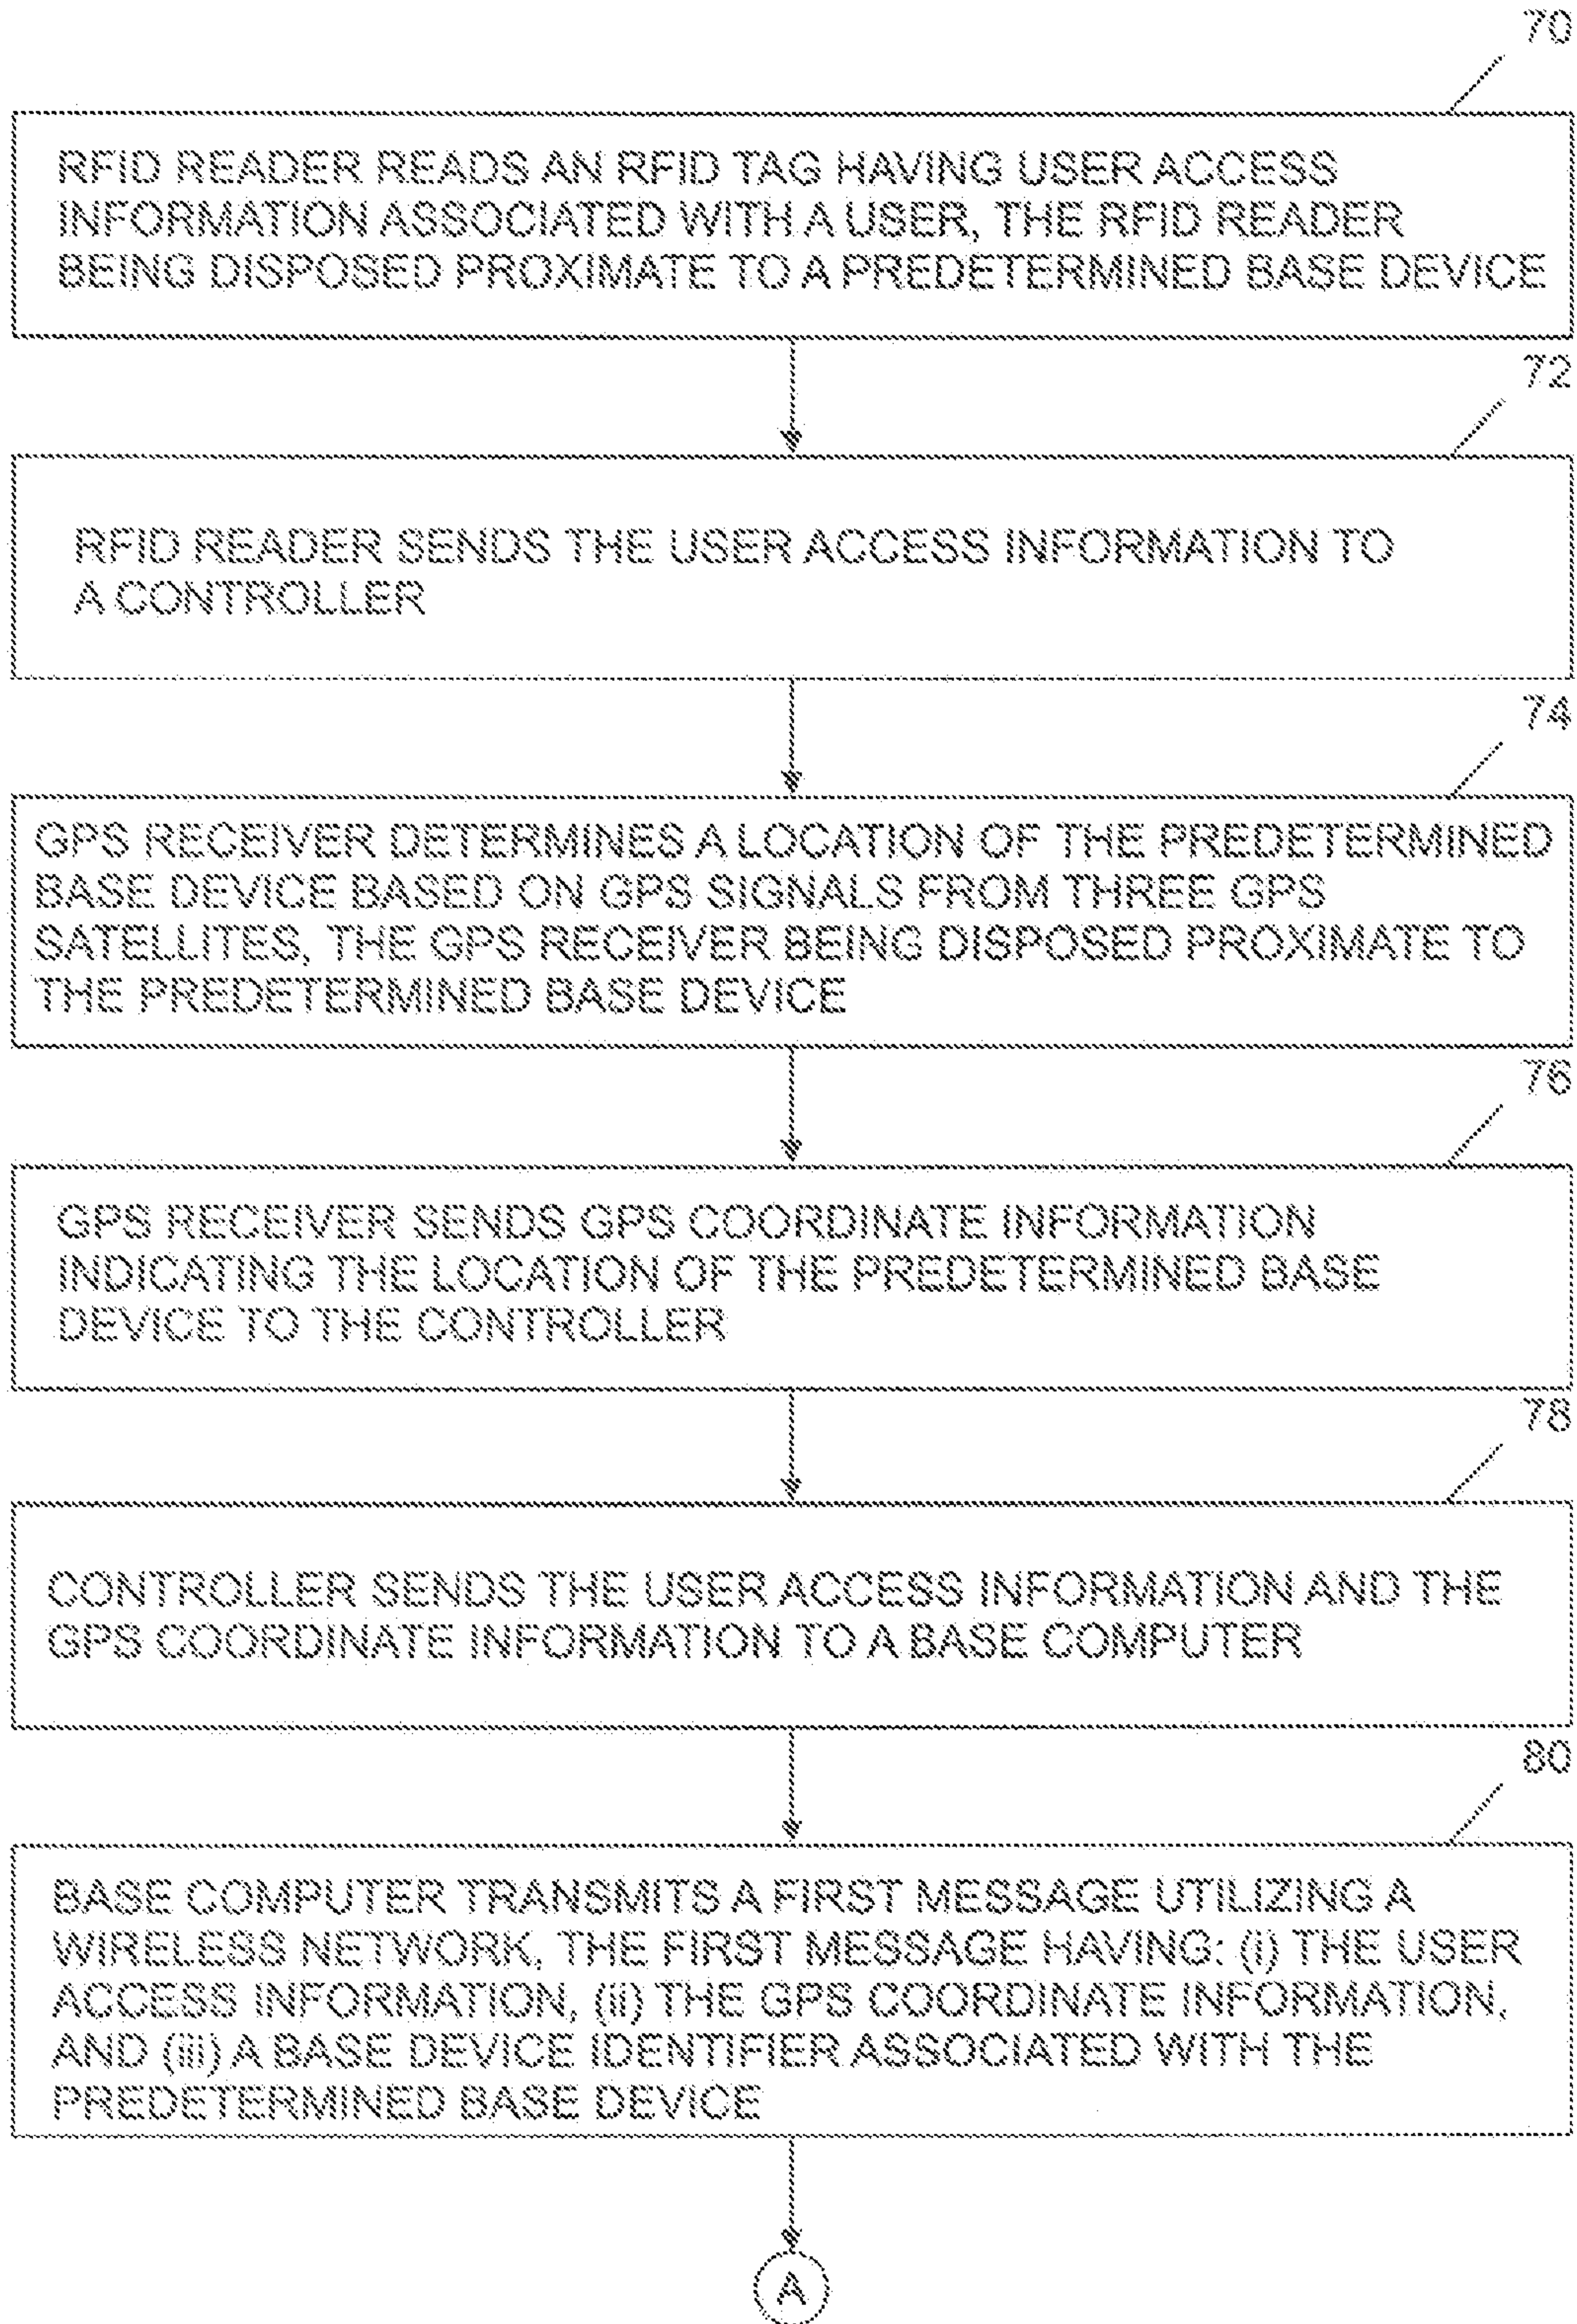 70
RFID READER READS AN RFID TAG HAVING USER ACCESS
INFORMATION ASSOCIATED WITH A USER, THE RFID READER
BEING DISPOSED PROXIMATE TO A PREDETERMINED BASE DEVICE
72
RFID READER SENDS THE USER ACCESS INFORMATION TO
A CONTROLLER
74
GPS RECEIVER DETERMINES A LOCATION OF THE PREDETERMINED
BASE DEVICE BASED ON GPS SIGNALS FROM THREE GPS
SATELLITES, THE GPS RECEIVER BEING DISPOSED PROXIMATE TO
THE PREDETERMINED BASE DEVICE
76
GPS RECEIVER SENDS GPS COORDINATE INFORMATION
INDICATING THE LOCATION OF THE PREDETERMINED BASE
DEVICE TO THE CONTROLLER
78
CONTROLLER SENDS THE USER ACCESS INFORMATION AND THE
GPS COORDINATE INFORMATION TO A BASE COMPUTER
80
BASE COMPUTER TRANSMITS A FIRST MESSAGE UTILIZING A
WIRELESS NETWORK, THE FIRST MESSAGE HAVING: (i) THE USER
ACCESS INFORMATION, (ii) THE GPS COORDINATE INFORMATION,
AND (iii) A BASE DEVICE IDENTIFIER ASSOCIATED WITH THE
PREDETERMINED BASE DEVICE
A